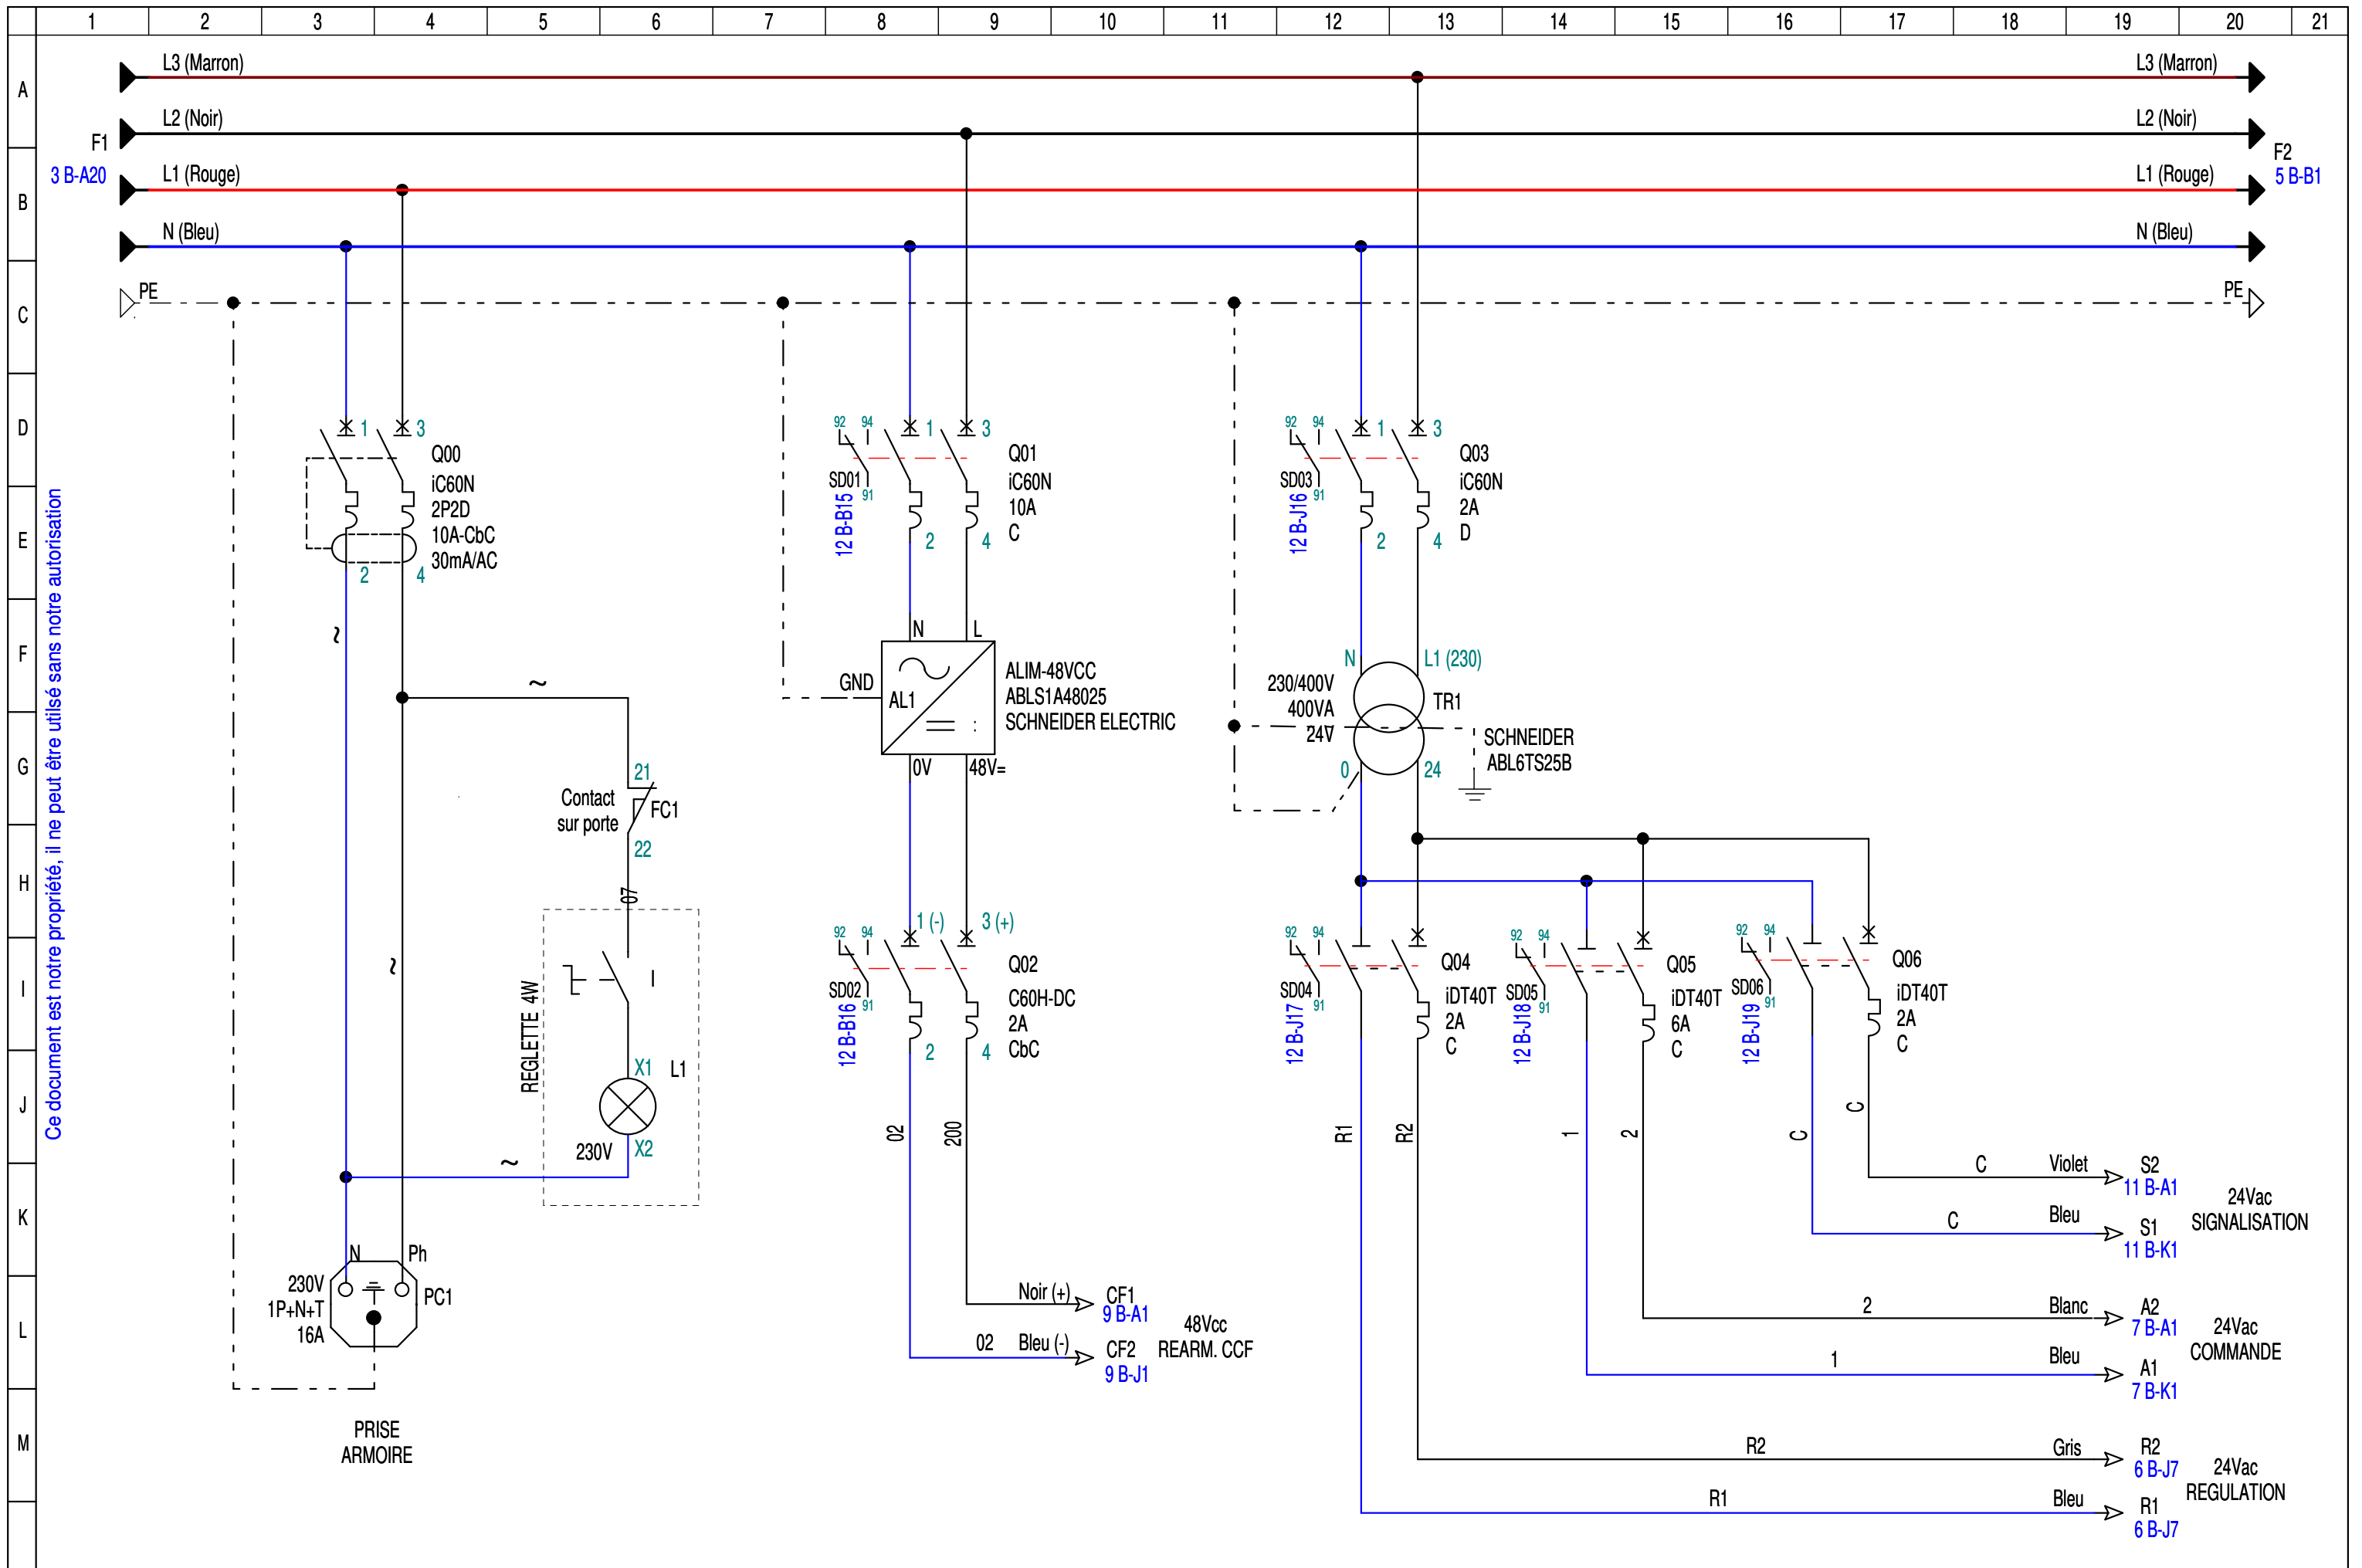 1 2 3 4 5 6 7 8 9 10 11 12 13 14 15 16 17 18 19 20 21
A
B
C
D
E
F
G
H
I
J
K
L
M
Ce document est notre propriété, il ne peut être utilisé sans notre autorisation
L3 (Marron)
L3 (Marron)
L2 (Noir)
L2 (Noir)
F1
3 B-A20
F2
5 B-B1
L1 (Rouge)
L1 (Rouge)
N (Bleu)
N (Bleu)
PE
PE
1 3
Q00
iC60N
2P2D
10A-CbC
30mA/AC
2 4
~
~
~
~
21
Contact
sur porte
FC1
22
07
REGLETTE 4W
I
X1
L1
230V
X2
N
Ph
230V
1P+N+T
16A
PC1
PRISE
ARMOIRE
92 94
1 3
SD01
91
12 B-B15
Q01
iC60N
10A
C
2 4
N L
GND
AL1
ALIM-48VCC
ABLS1A48025
SCHNEIDER ELECTRIC
0V 48V=
1 (-) 3 (+)
92 94
SD02
91
12 B-B16
Q02
C60H-DC
2A
CbC
2 4
02
200
Noir (+)
CF1
9 B-A1
02 Bleu (-)
CF2
9 B-J1
48Vcc
REARM. CCF
92 94
1 3
SD03
91
12 B-J16
Q03
iC60N
2A
D
2 4
N
L1 (230)
230/400V
400VA
24V
TR1
SCHNEIDER
ABL6TS25B
0 24
92 94
SD04
91
12 B-J17
Q04
iDT40T
2A
C
92 94
SD05
91
12 B-J18
Q05
iDT40T
6A
C
92 94
SD06
91
12 B-J19
Q06
iDT40T
2A
C
R1
R2
1
2
C
C
C Violet
S2
11 B-A1
C Bleu
S1
11 B-K1
24Vac
SIGNALISATION
2 Blanc
A2
7 B-A1
1 Bleu
A1
7 B-K1
24Vac
COMMANDE
R2 Gris
R2
6 B-J7
R1 Bleu
R1
6 B-J7
24Vac
REGULATION